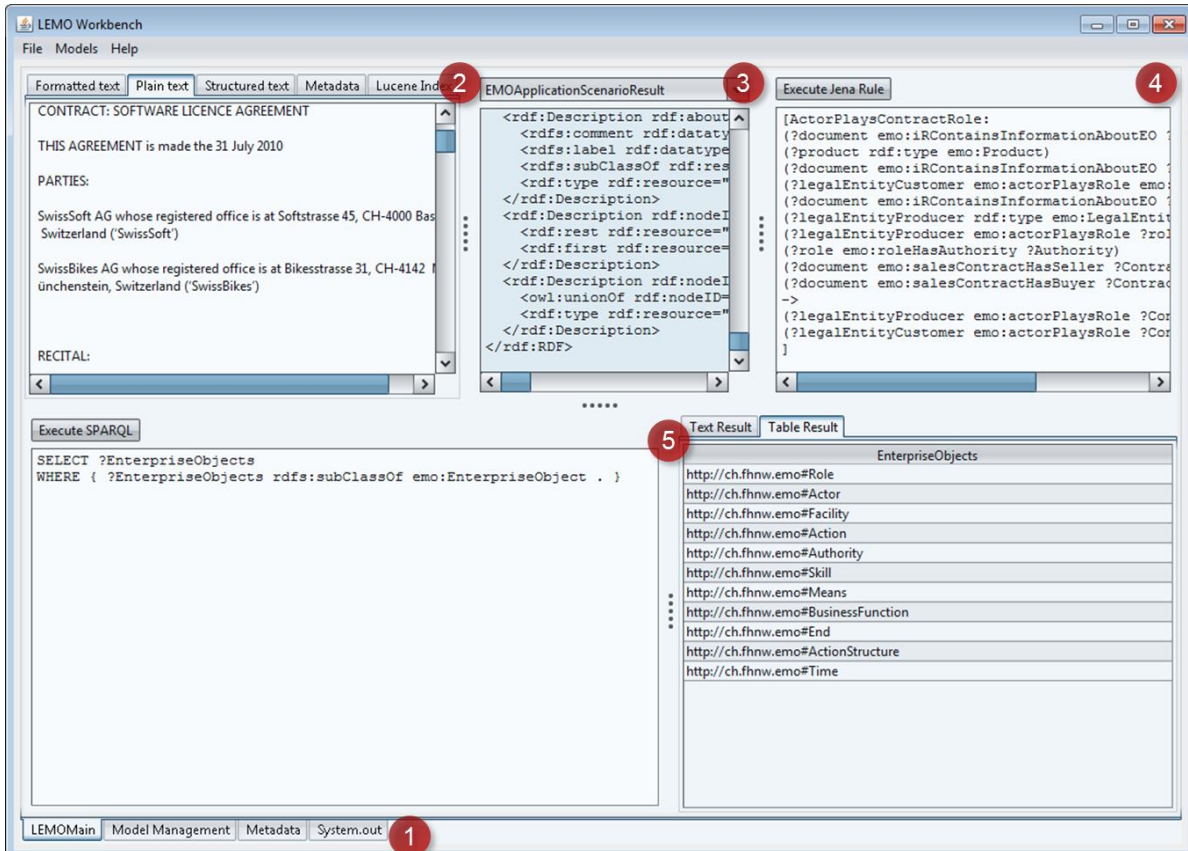 LEMO Workbench
File Models Help
Formatted text Plain text Structured text Metadata Lucene Index
2
CONTRACT: SOFTWARE LICENCE AGREEMENT
THIS AGREEMENT is made the 31 July 2010
PARTIES:
SwissSoft AG whose registered office is at Softstrasse 45, CH-4000 Bas
Switzerland (‘SwissSoft’)
SwissBikes AG whose registered office is at Bikesstrasse 31, CH-4142
ünchenstein, Switzerland (‘SwissBikes’)
RECITAL:
EMOApplicationScenarioResult
3
<rdf:Description rdf:about
<rdfs:comment rdf:dataty
<rdfs:label rdf:datatype
<rdfs:subClassOf rdf:res
<rdf:type rdf:resource="
</rdf:Description>
<rdf:Description rdf:nodeI
<rdf:rest rdf:resource="
<rdf:first rdf:resource=
</rdf:Description>
<rdf:Description rdf:nodeI
<owl:unionOf rdf:nodeID=
<rdf:type rdf:resource="
</rdf:Description>
</rdf:RDF>
Execute Jena Rule
4
[ActorPlaysContractRole:
(?document emo:iRContainsInformationAboutEO ?
(?product rdf:type emo:Product)
(?document emo:iRContainsInformationAboutEO ?
(?legalEntityCustomer emo:actorPlaysRole emo:
(?document emo:iRContainsInformationAboutEO ?
(?legalEntityProducer rdf:type emo:LegalEntit
(?legalEntityProducer emo:actorPlaysRole ?rol
(?role emo:roleHasAuthority ?Authority)
(?document emo:salesContractHasSeller ?Contra
(?document emo:salesContractHasBuyer ?Contrac
->
(?legalEntityProducer emo:actorPlaysRole ?Con
(?legalEntityCustomer emo:actorPlaysRole ?Con
]
Execute SPARQL
SELECT ?EnterpriseObjects
WHERE { ?EnterpriseObjects rdfs:subClassOf emo:EnterpriseObject . }
5
Text Result Table Result
EnterpriseObjects
http://ch.fhnw.emo#Role
http://ch.fhnw.emo#Actor
http://ch.fhnw.emo#Facility
http://ch.fhnw.emo#Action
http://ch.fhnw.emo#Authority
http://ch.fhnw.emo#Skill
http://ch.fhnw.emo#Means
http://ch.fhnw.emo#BusinessFunction
http://ch.fhnw.emo#End
http://ch.fhnw.emo#ActionStructure
http://ch.fhnw.emo#Time
LEMOMain Model Management Metadata System.out
1